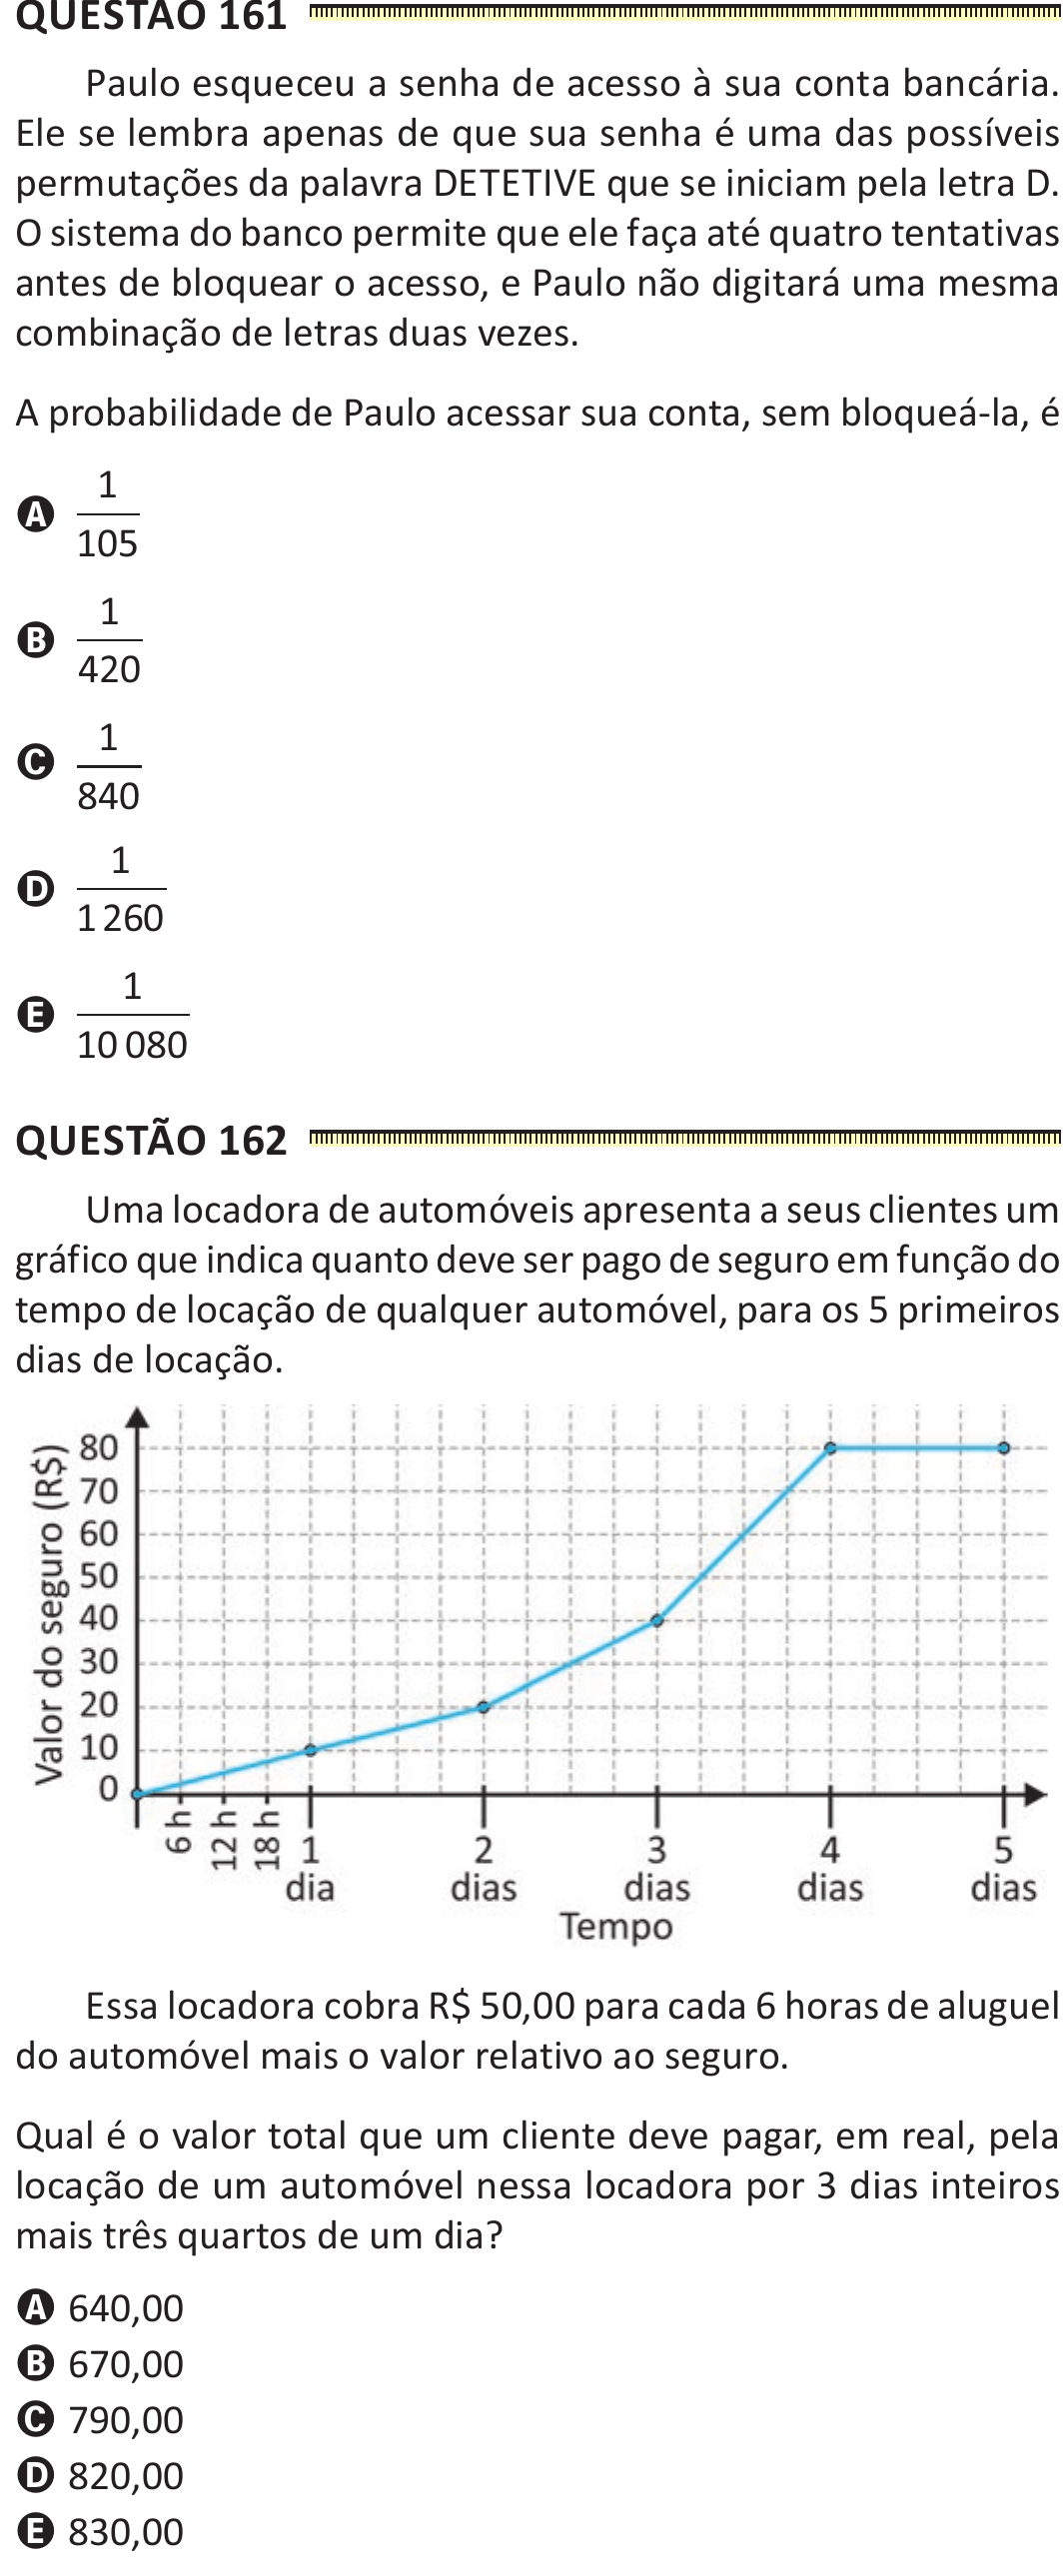 QUESTÃO 161
Paulo esqueceu a senha de acesso à sua conta bancária.
Ele se lembra apenas de que sua senha é uma das possíveis
permutações da palavra DETETIVE que se iniciam pela letra D.
O sistema do banco permite que ele faça até quatro tentativas
antes de bloquear o acesso, e Paulo não digitará uma mesma
combinação de letras duas vezes.
A probabilidade de Paulo acessar sua conta, sem bloqueá-la, é
A 1/105
B 1/420
C 1/840
D 1/1 260
E 1/10 080
QUESTÃO 162
Uma locadora de automóveis apresenta a seus clientes um
gráfico que indica quanto deve ser pago de seguro em função do
tempo de locação de qualquer automóvel, para os 5 primeiros
dias de locação.
Valor do seguro (R$)
80
70
60
50
40
30
20
10
0
6 h 12 h 18 h 1 2 3 4 5
dia dias dias dias dias
Tempo
Essa locadora cobra R$ 50,00 para cada 6 horas de aluguel
do automóvel mais o valor relativo ao seguro.
Qual é o valor total que um cliente deve pagar, em real, pela
locação de um automóvel nessa locadora por 3 dias inteiros
mais três quartos de um dia?
A 640,00
B 670,00
C 790,00
D 820,00
E 830,00